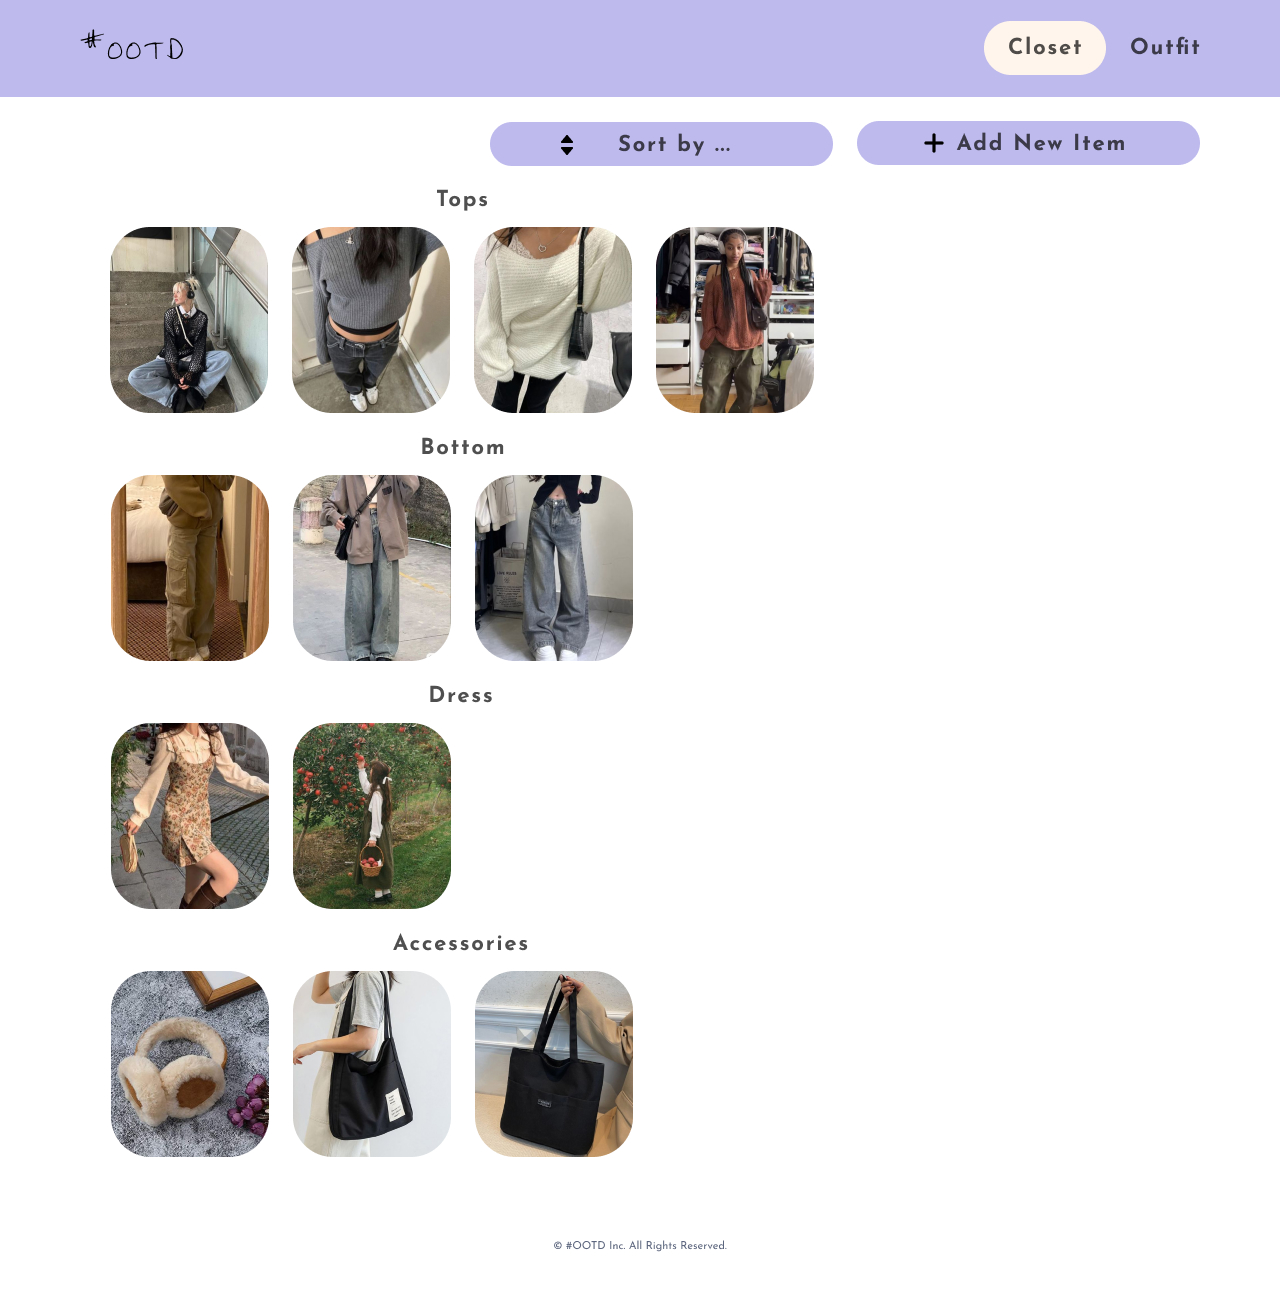 #OOTD
Closet
Outfit
Sort by ...
Add New Item
Tops
Bottom
Dress
Accessories
© #OOTD Inc. All Rights Reserved.